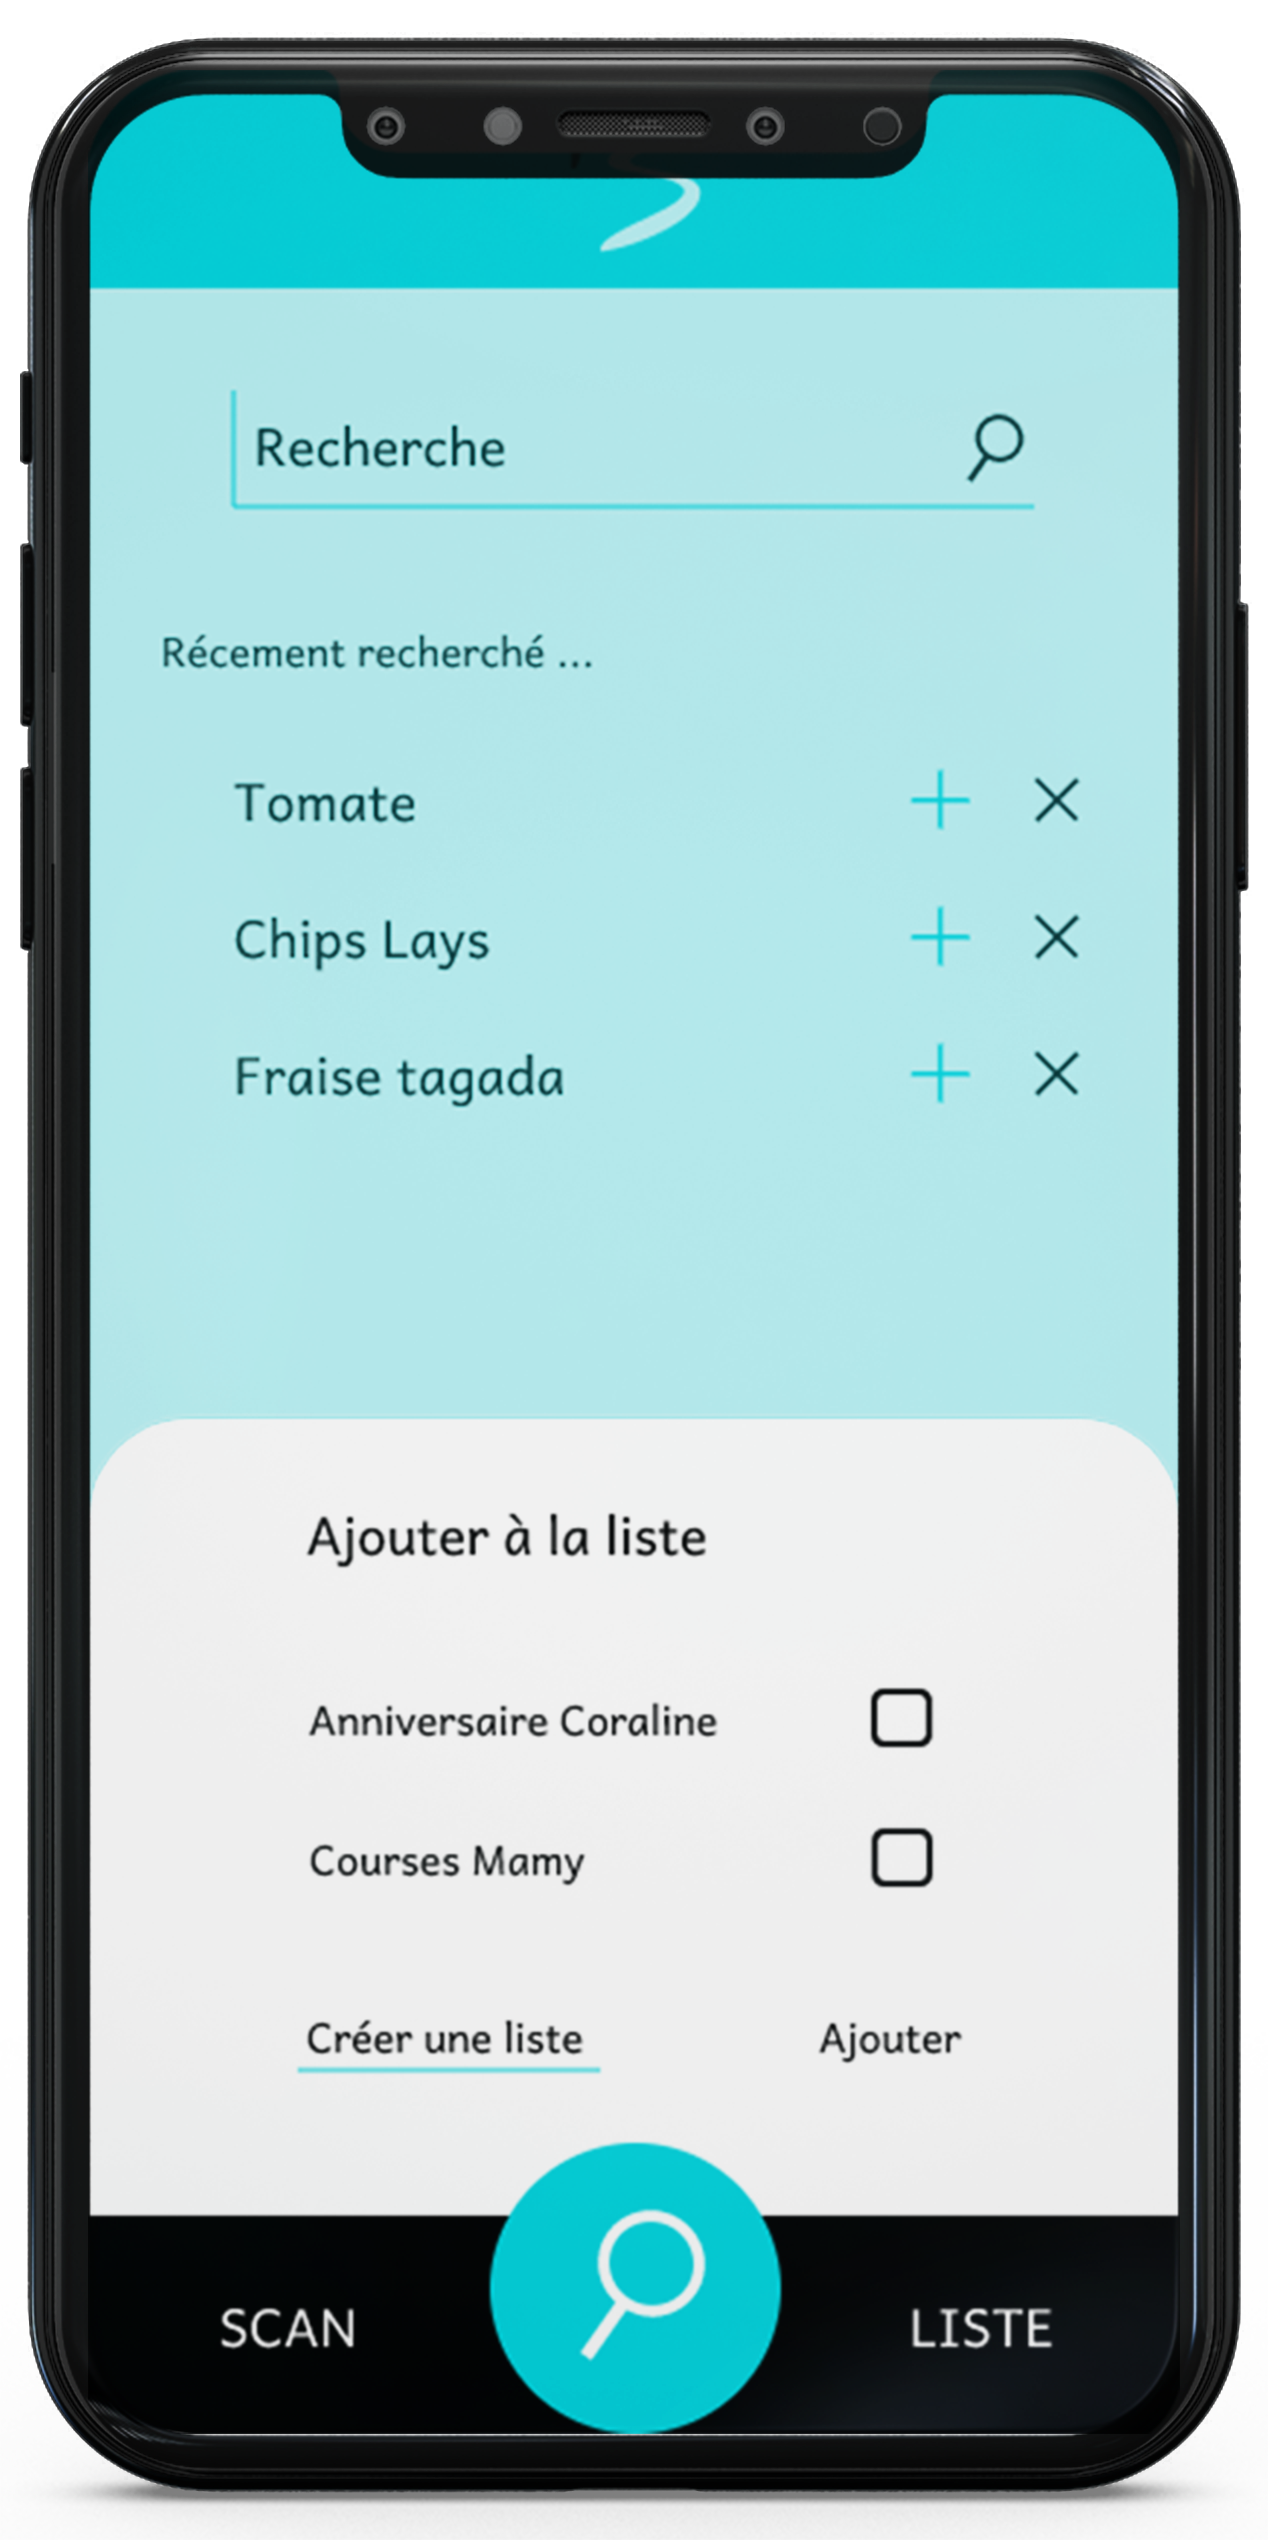 Recherche
Récement recherché ...
Tomate
Chips Lays
Fraise tagada
Ajouter à la liste
Anniversaire Coraline
Courses Mamy
Créer une liste Ajouter
SCAN LISTE